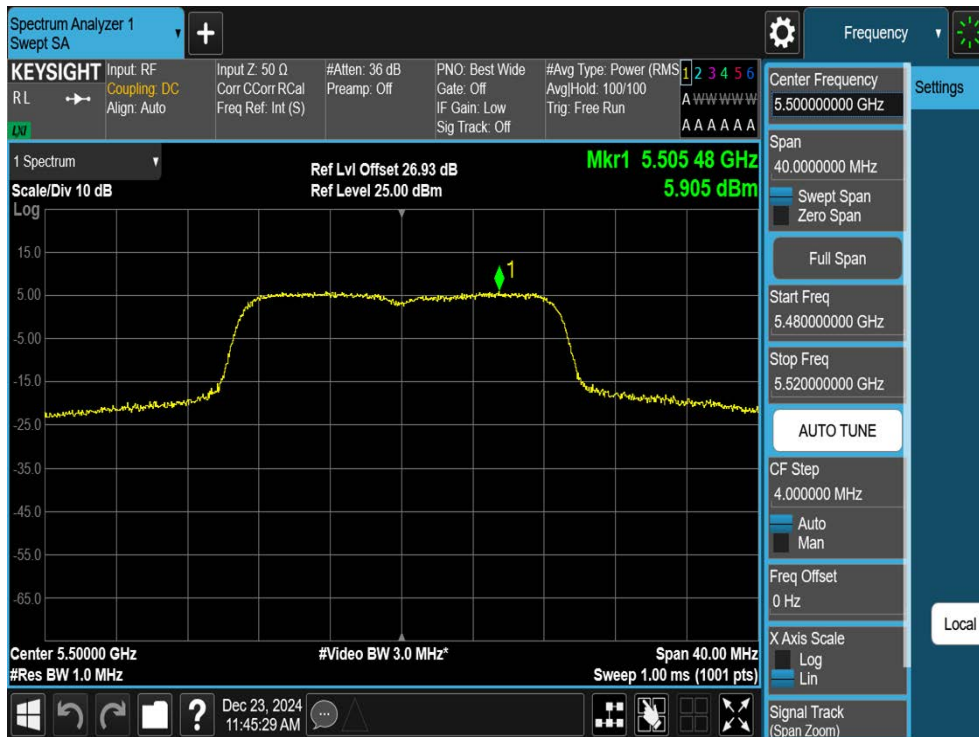 Spectrum Analyzer 1
Swept SA
Frequency
KEYSIGHT
RL
LXI
Input: RF
Coupling: DC
Align: Auto
Input Z: 50 Ω
Corr CCorr RCal
Freq Ref: Int (S)
#Atten: 36 dB
Preamp: Off
PNO: Best Wide
Gate: Off
IF Gain: Low
Sig Track: Off
#Avg Type: Power (RMS
Avg|Hold: 100/100
Trig: Free Run
1 2 3 4 5 6
A W W W W W
A A A A A A
1 Spectrum
Scale/Div 10 dB
Log
Ref Lvl Offset 26.93 dB
Ref Level 25.00 dBm
Mkr1 5.505 48 GHz
5.905 dBm
15.0
5.00
-5.00
-15.0
-25.0
-35.0
-45.0
-55.0
-65.0
1
Center 5.50000 GHz
#Res BW 1.0 MHz
#Video BW 3.0 MHz*
Span 40.00 MHz
Sweep 1.00 ms (1001 pts)
?
Dec 23, 2024
11:45:29 AM
Center Frequency
5.500000000 GHz
Span
40.0000000 MHz
Swept Span
Zero Span
Full Span
Start Freq
5.480000000 GHz
Stop Freq
5.520000000 GHz
AUTO TUNE
CF Step
4.000000 MHz
Auto
Man
Freq Offset
0 Hz
X Axis Scale
Log
Lin
Signal Track
(Span Zoom)
Settings
Local